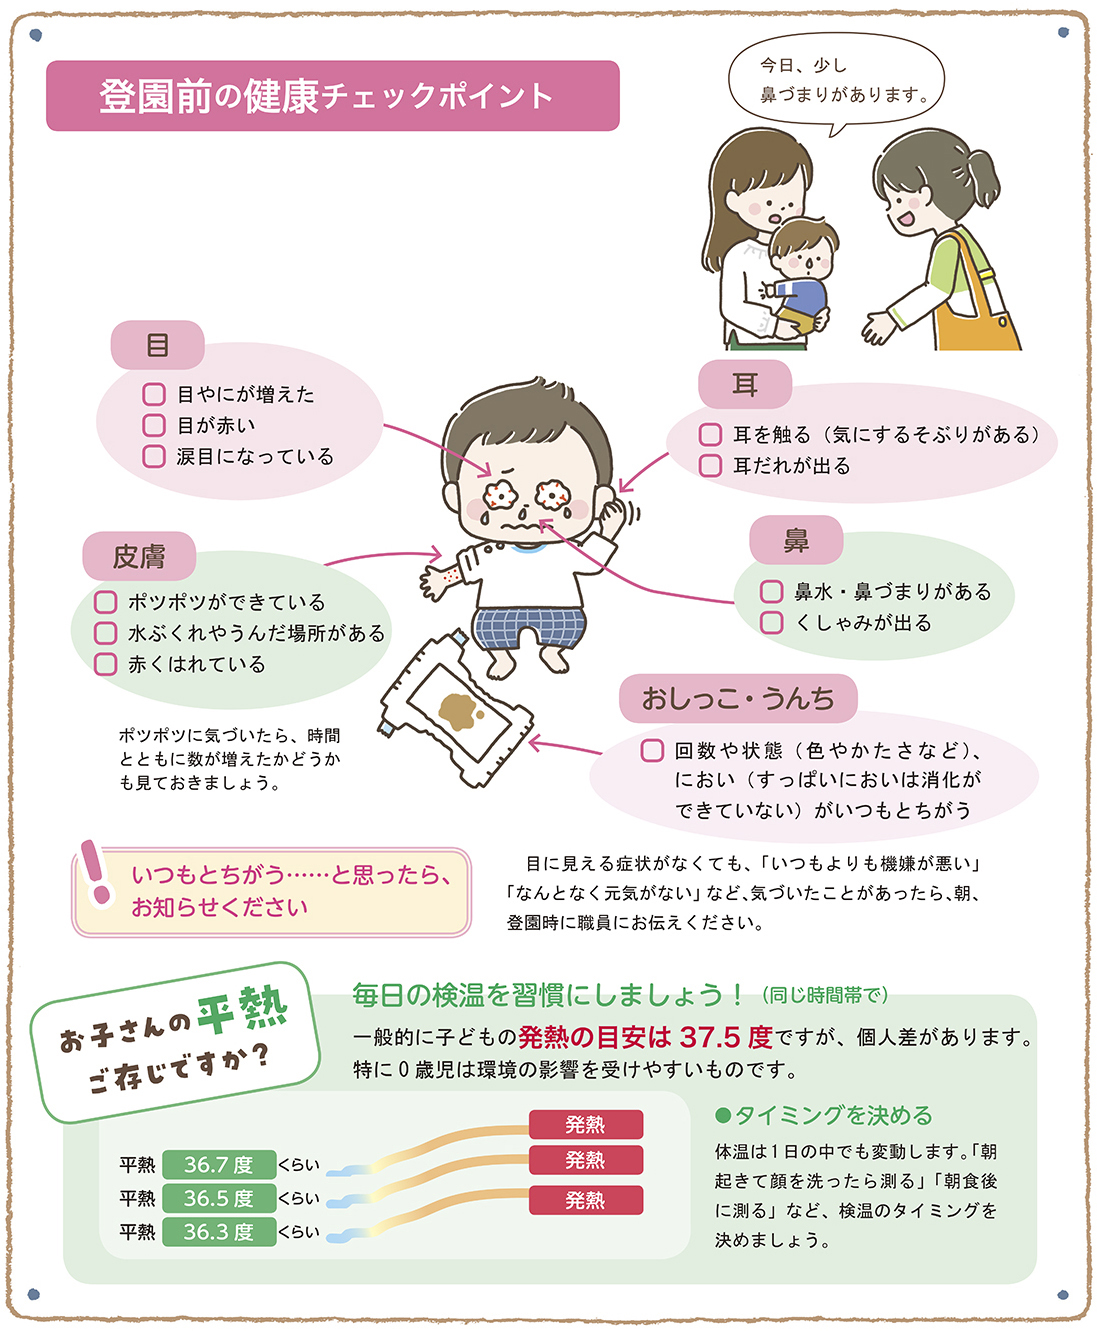 登園前の健康チェックポイント
今日、少し
鼻づまりがあります。
目
目やにが増えた
目が赤い
涙目になっている
耳
耳を触る（気にするそぶりがある）
耳だれが出る
皮膚
ポツポツができている
水ぶくれやうんだ場所がある
赤くはれている
ポツポツに気づいたら、時間
とともに数が増えたかどうか
も見ておきましょう。
鼻
鼻水・鼻づまりがある
くしゃみが出る
おしっこ・うんち
回数や状態（色やかたさなど）、
におい（すっぱいにおいは消化が
できていない）がいつもとちがう
いつもとちがう……と思ったら、
お知らせください
目に見える症状がなくても、「いつもよりも機嫌が悪い」
「なんとなく元気がない」など、気づいたことがあったら、朝、
登園時に職員にお伝えください。
お子さんの平熱
ご存じですか？
毎日の検温を習慣にしましょう！（同じ時間帯で）
一般的に子どもの発熱の目安は 37.5 度ですが、個人差があります。
特に０歳児は環境の影響を受けやすいものです。
発熱
発熱
発熱
平熱 36.7 度 くらい
平熱 36.5 度 くらい
平熱 36.3 度 くらい
●タイミングを決める
体温は１日の中でも変動します。「朝
起きて顔を洗ったら測る」「朝食後
に測る」など、検温のタイミングを
決めましょう。